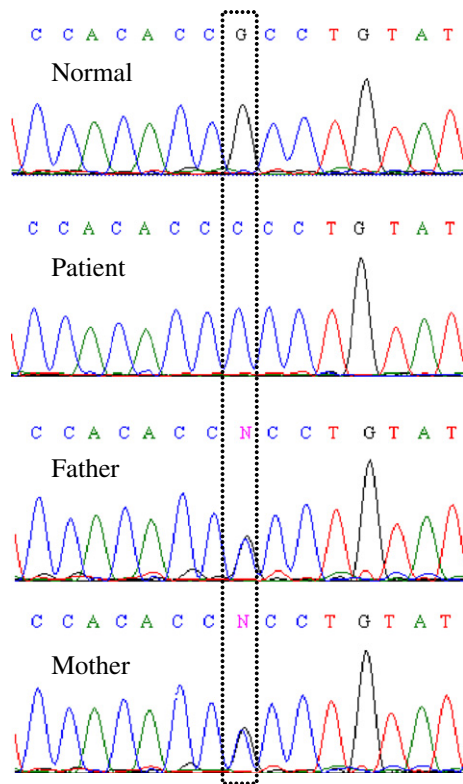 C C A C A C C G C C T G T A T
Normal
C C A C A C C C C C T G T A T
Patient
C C A C A C C N C C T G T A T
Father
C C A C A C C N C C T G T A T
Mother